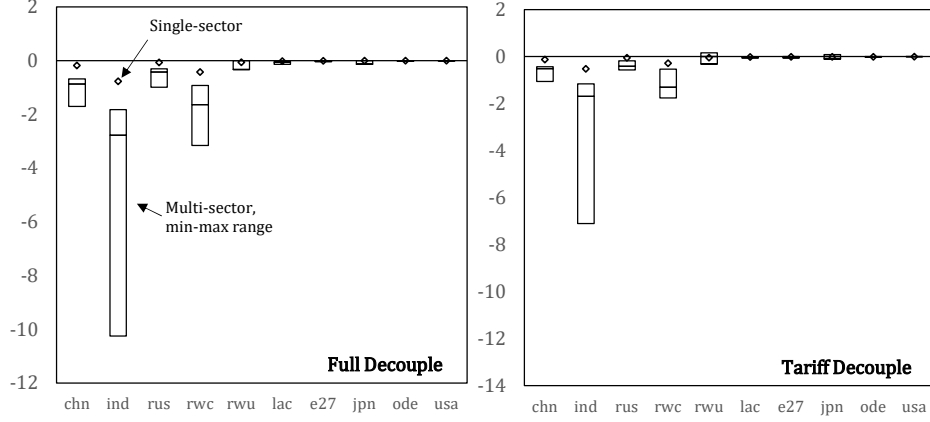 2
0
-2
-4
-6
-8
-10
-12
Single-sector
Multi-sector,
min-max range
Full Decouple
chn ind rus rwc rwu lac e27 jpn ode usa
2
0
-2
-4
-6
-8
-10
-12
-14
Tariff Decouple
chn ind rus rwc rwu lac e27 jpn ode usa